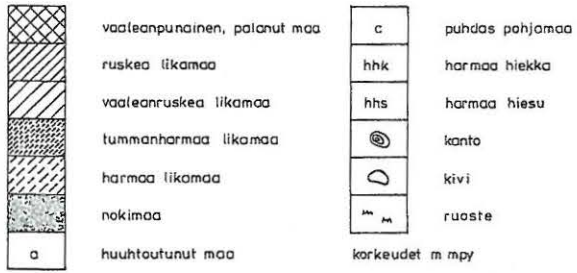 vaaleanpunainen, palanut maa
ruskea likamaa
vaaleanruskea likamaa
tummanharmaa likamaa
harmaa likamaa
nokimaa
a huuhtoutunut maa
c puhdas pohjamaa
hhk harmaa hiekka
hhs harmaa hiesu
kanto
kivi
ruoste
korkeudet m mpy